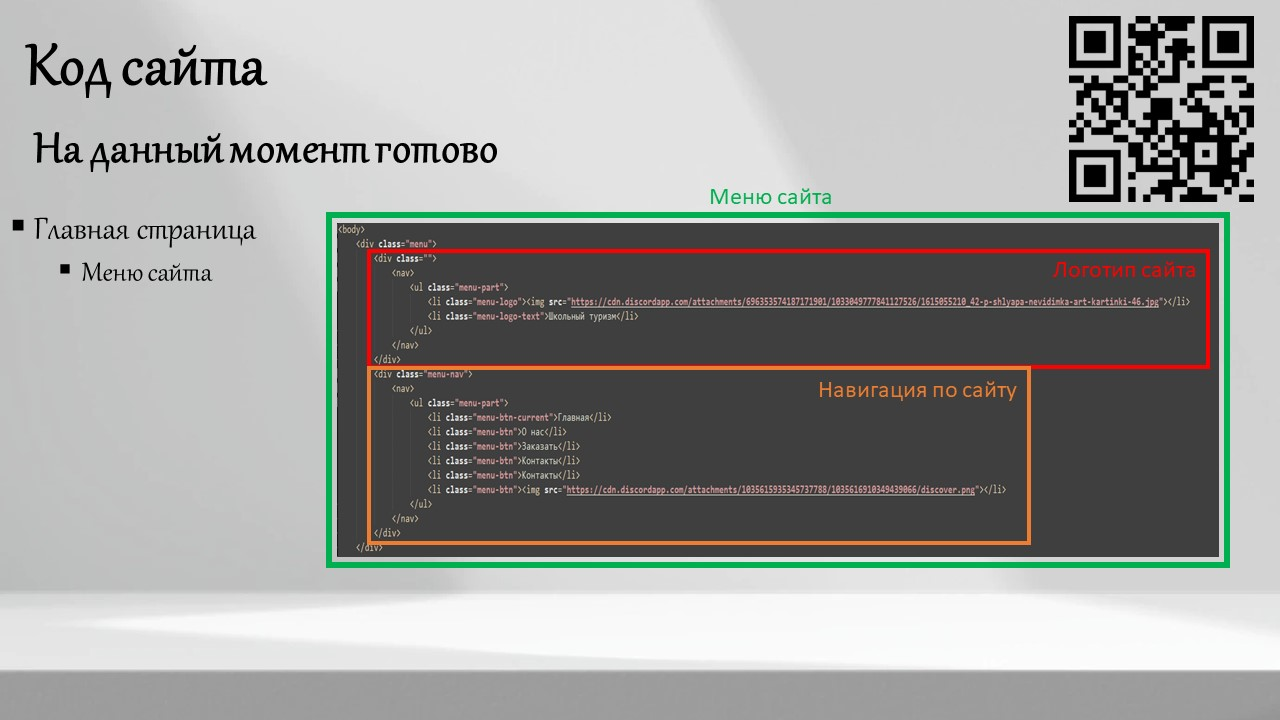 Код сайта
На данный момент готово
Главная страница
Меню сайта
Меню сайта
<body>
<div class="menu">
<div class="">
Логотип сайта
<nav>
<ul class="menu-part">
<li class="menu-logo"><img src="https://cdn.discordapp.com/attachments/696353574187171901/1033049777841127526/1615055210_42-p-shlyapa-nevidimka-art-kartinki-46.jpg"></li>
<li class="menu-logo-text">Школьный туризм</li>
</ul>
</nav>
</div>
<div class="menu-nav">
Навигация по сайту
<nav>
<ul class="menu-part">
<li class="menu-btn-current">Главная</li>
<li class="menu-btn">О нас</li>
<li class="menu-btn">Заказать</li>
<li class="menu-btn">Контакты</li>
<li class="menu-btn">Контакты</li>
<li class="menu-btn"><img src="https://cdn.discordapp.com/attachments/1035615935345737788/1035616910349439066/discover.png"></li>
</ul>
</nav>
</div>
</div>